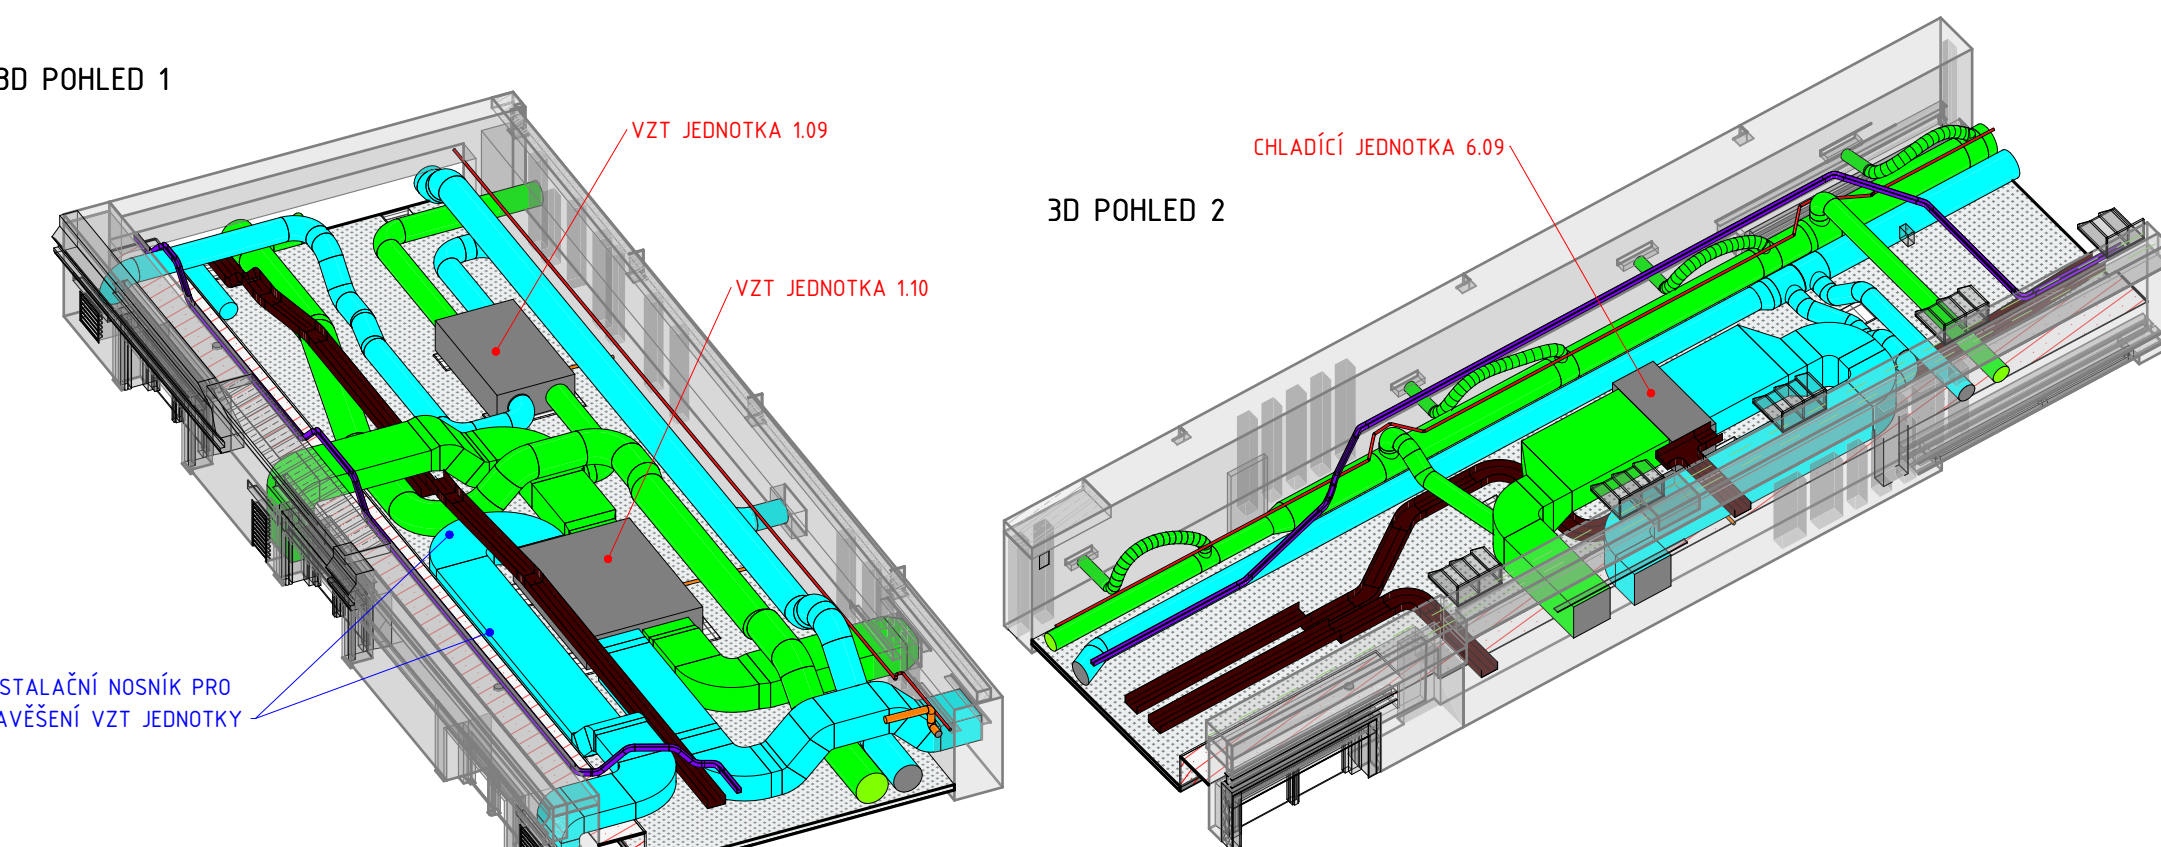 3D POHLED 1
VZT JEDNOTKA 1.09
VZT JEDNOTKA 1.10
STALAČNÍ NOSNÍK PRO
AVĚŠENÍ VZT JEDNOTKY
CHLADÍCÍ JEDNOTKA 6.09
3D POHLED 2